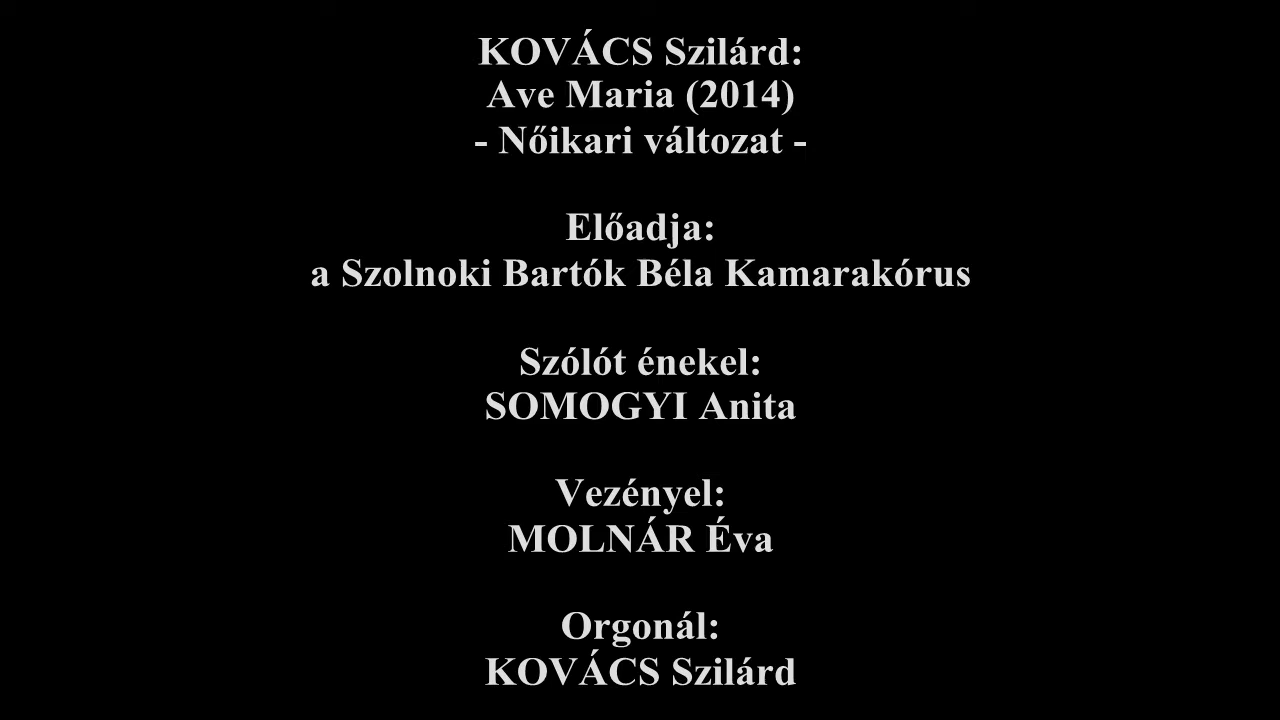 KOVÁCS Szilárd:
Ave Maria (2014)
- Nőikari változat -
Előadja:
a Szolnoki Bartók Béla Kamarakórus
Szólót énekel:
SOMOGYI Anita
Vezényel:
MOLNÁR Éva
Orgonál:
KOVÁCS Szilárd